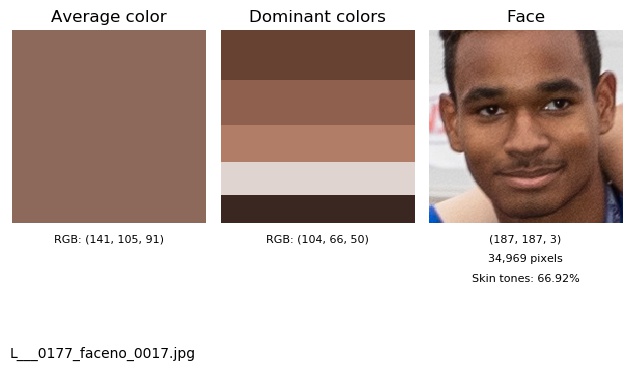 Average color
Dominant colors
Face
RGB: (141, 105, 91)
RGB: (104, 66, 50)
(187, 187, 3)
34,969 pixels
Skin tones: 66.92%
L___0177_faceno_0017.jpg